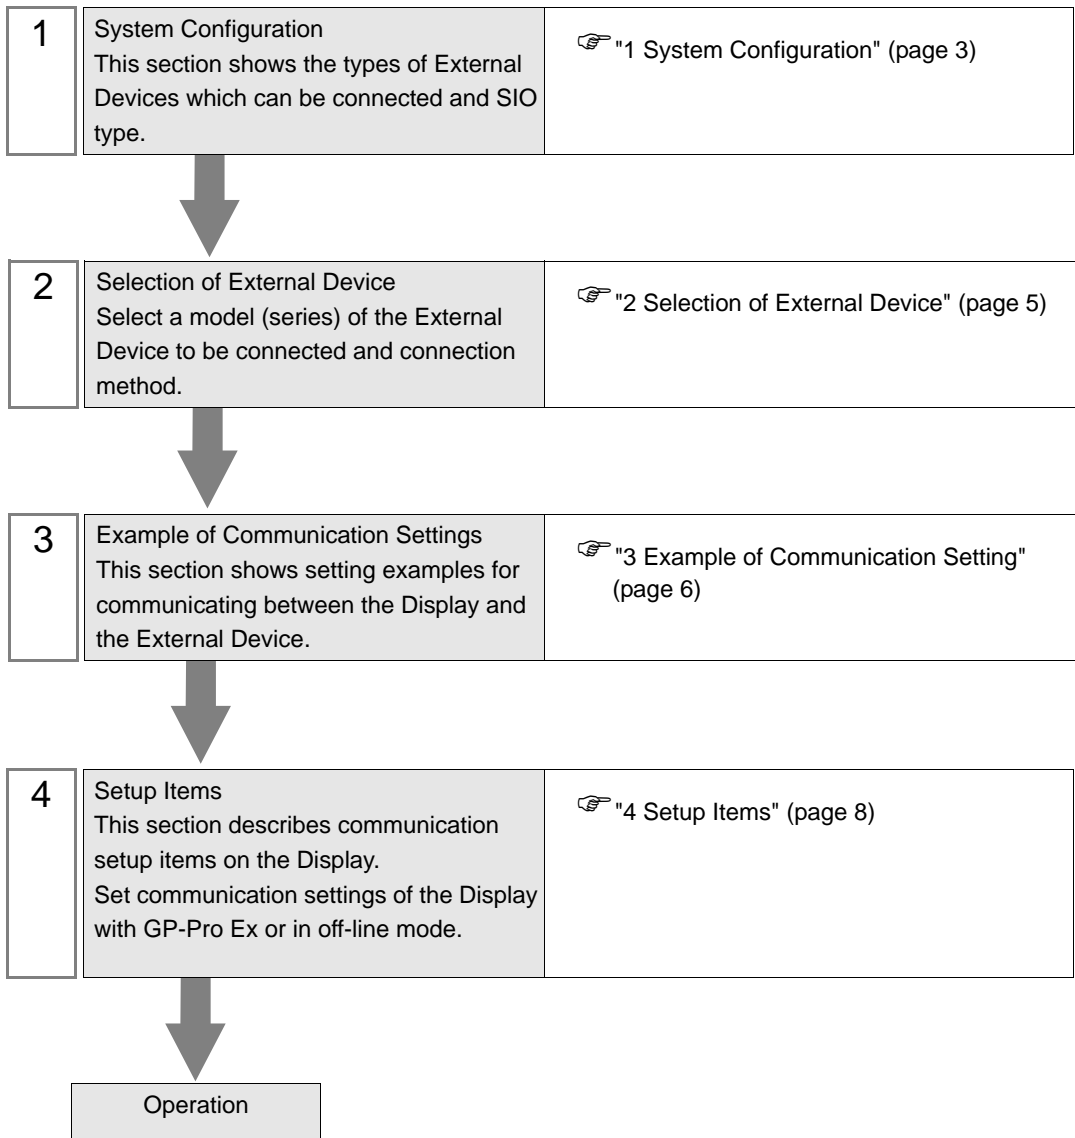 1
System Configuration
This section shows the types of External
Devices which can be connected and SIO
type.
"1 System Configuration" (page 3)
2
Selection of External Device
Select a model (series) of the External
Device to be connected and connection
method.
"2 Selection of External Device" (page 5)
3
Example of Communication Settings
This section shows setting examples for
communicating between the Display and
the External Device.
"3 Example of Communication Setting"
(page 6)
4
Setup Items
This section describes communication
setup items on the Display.
Set communication settings of the Display
with GP-Pro Ex or in off-line mode.
"4 Setup Items" (page 8)
Operation